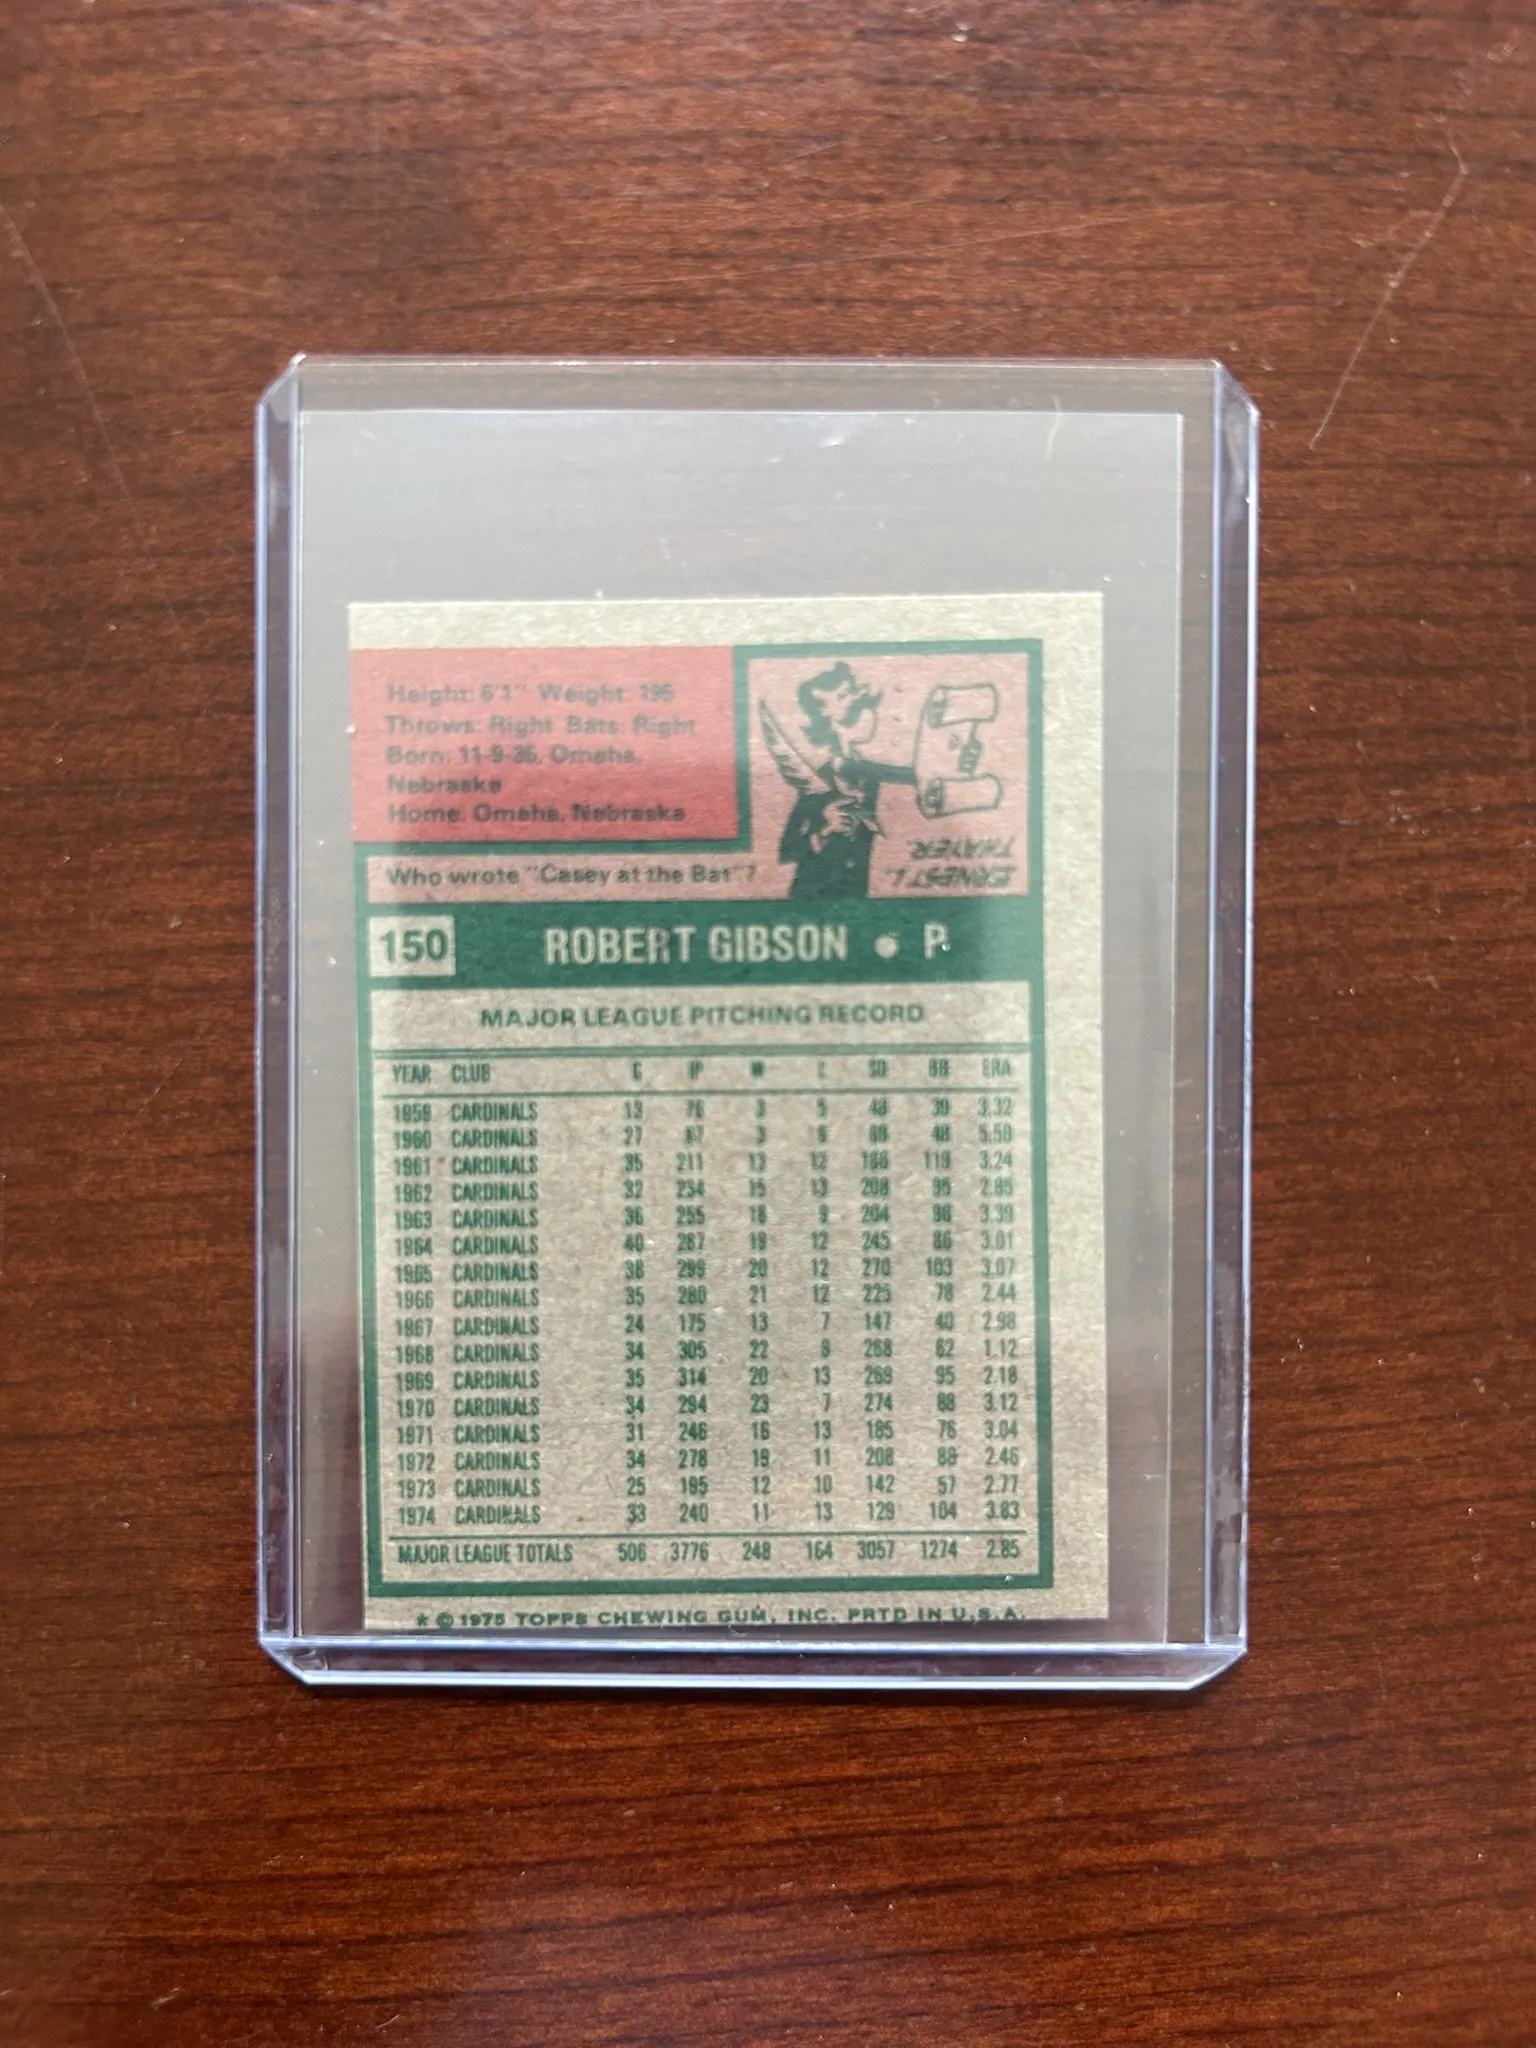 Height: 6'1" Weight: 195
Throws: Right Bats: Right
Born: 11-9-35, Omaha,
Nebraska
Home: Omaha, Nebraska
Who wrote "Casey at the Bat"?
ERNEST L.
THAYER
150 ROBERT GIBSON • P
MAJOR LEAGUE PITCHING RECORD
YEAR CLUB G IP W L SO BB ERA
1959 CARDINALS 13 76 3 5 48 39 3.32
1960 CARDINALS 27 87 3 6 69 48 5.59
1961 CARDINALS 35 211 13 12 166 119 3.24
1962 CARDINALS 32 234 15 13 208 95 2.85
1963 CARDINALS 36 255 18 9 204 96 3.39
1964 CARDINALS 40 287 19 12 245 86 3.01
1965 CARDINALS 38 299 20 12 270 103 3.07
1966 CARDINALS 35 280 21 12 225 78 2.44
1967 CARDINALS 24 175 13 7 147 40 2.98
1968 CARDINALS 34 305 22 9 268 62 1.12
1969 CARDINALS 35 314 20 13 269 95 2.18
1970 CARDINALS 34 294 23 7 274 88 3.12
1971 CARDINALS 31 246 16 13 185 76 3.04
1972 CARDINALS 34 278 19 11 208 88 2.46
1973 CARDINALS 25 195 12 10 142 57 2.77
1974 CARDINALS 33 240 11 13 129 104 3.83
MAJOR LEAGUE TOTALS 506 3776 248 164 3057 1274 2.85
* © 1975 TOPPS CHEWING GUM, INC. PRTD IN U.S.A.